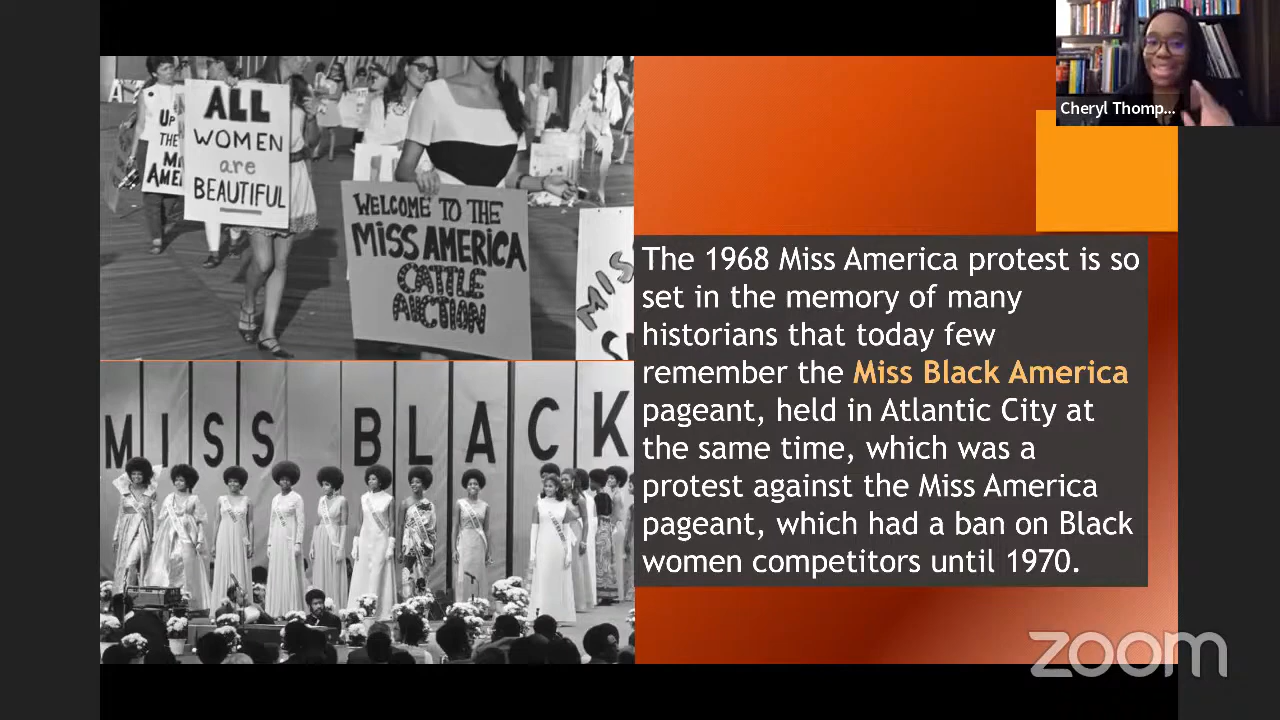 Cheryl Thomp...
ALL
WOMEN
are
BEAUTIFUL
UP
THE
WELCOME TO THE
MISS AMERICA
CATTLE
AUCTION
MISS
MISS BLACK
The 1968 Miss America protest is so
set in the memory of many
historians that today few
remember the Miss Black America
pageant, held in Atlantic City at
the same time, which was a
protest against the Miss America
pageant, which had a ban on Black
women competitors until 1970.
zoom